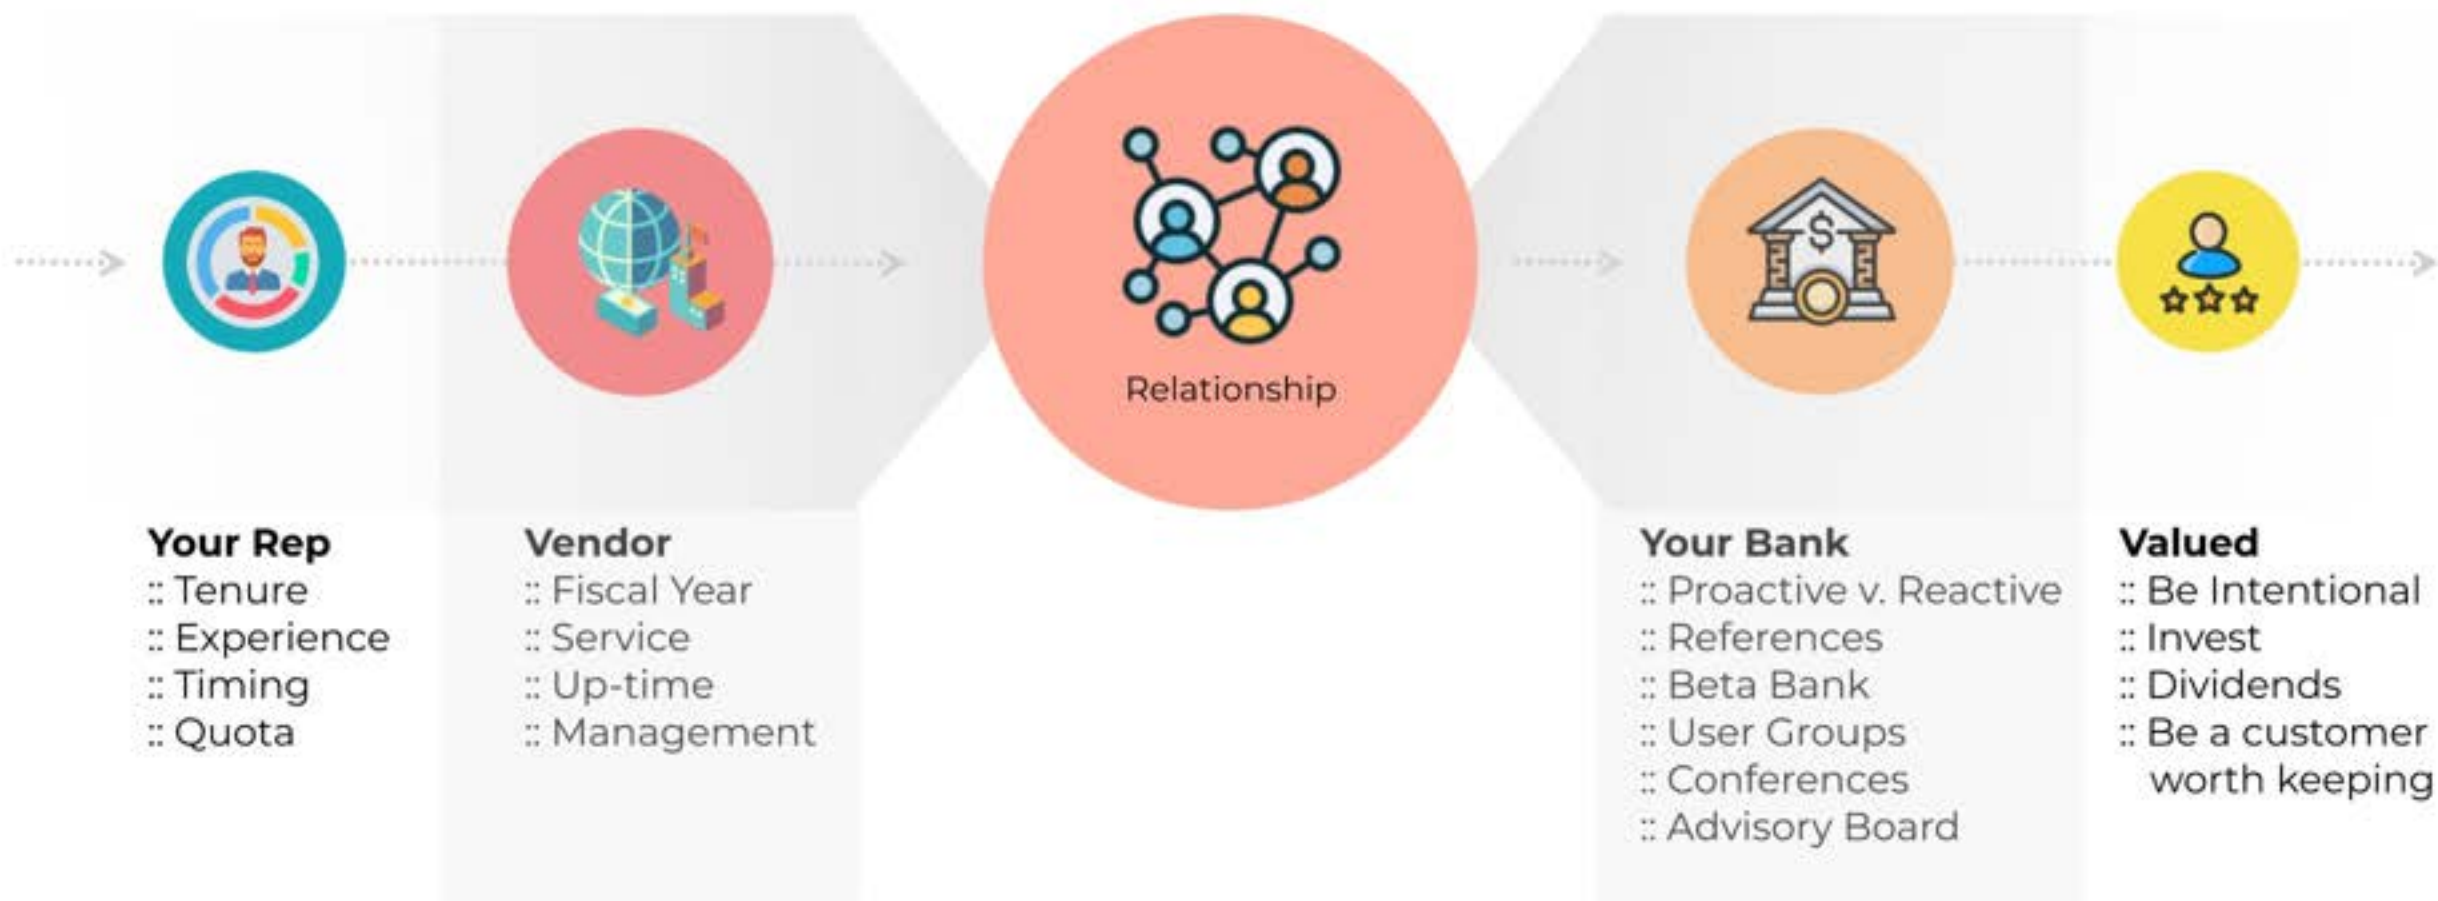 Relationship
Your Rep
:: Tenure
:: Experience
:: Timing
:: Quota
Vendor
:: Fiscal Year
:: Service
:: Up-time
:: Management
Your Bank
:: Proactive v. Reactive
:: References
:: Beta Bank
:: User Groups
:: Conferences
:: Advisory Board
Valued
:: Be Intentional
:: Invest
:: Dividends
:: Be a customer
worth keeping